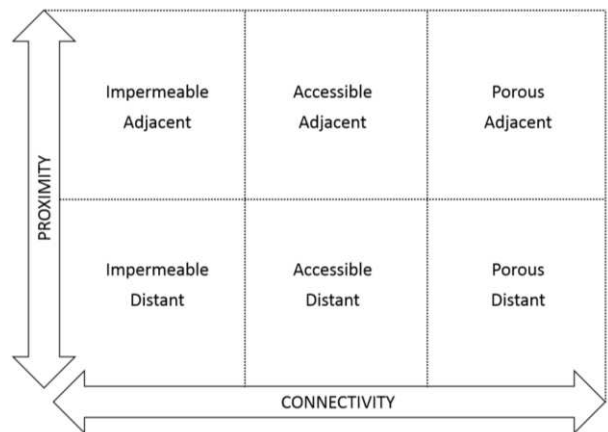 PROXIMITY
Impermeable
Adjacent
Accessible
Adjacent
Porous
Adjacent
Impermeable
Distant
Accessible
Distant
Porous
Distant
CONNECTIVITY